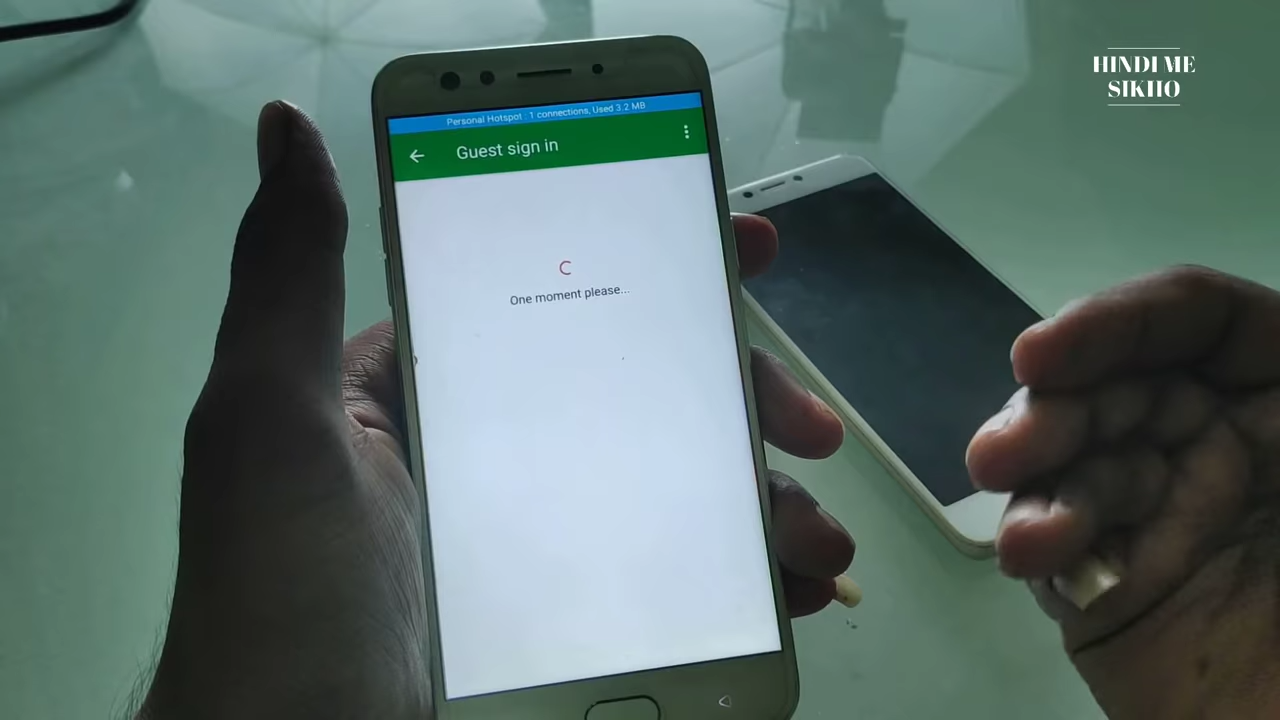 HINDI ME
SIKHO
Personal Hotspot : 1 connections, Used 3.2 MB
Guest sign in
One moment please...